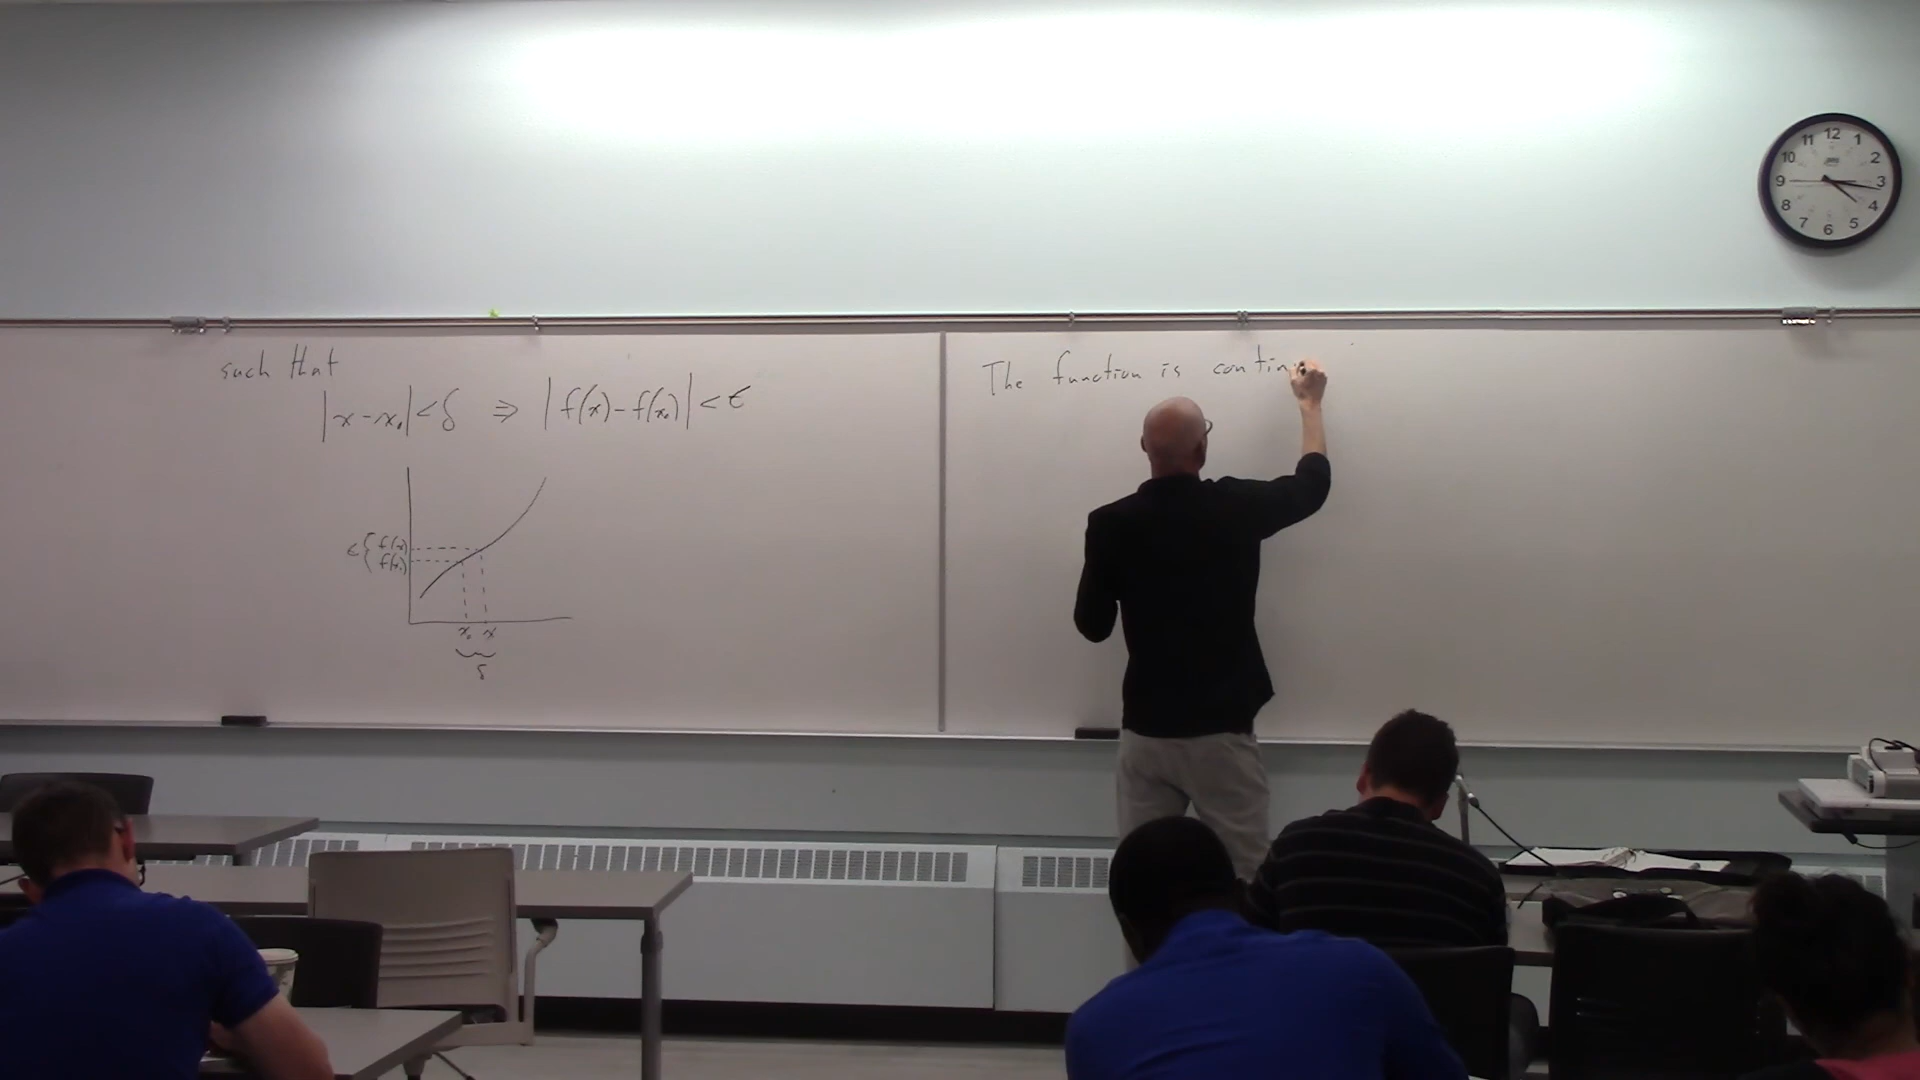 such that
|x-x₀|<δ ⇒ |f(x)-f(x₀)|<ϵ
ϵ { f(x)
f(x₀)
x₀ x
δ
The function is contin
12
1
2
3
4
5
6
7
8
9
10
11